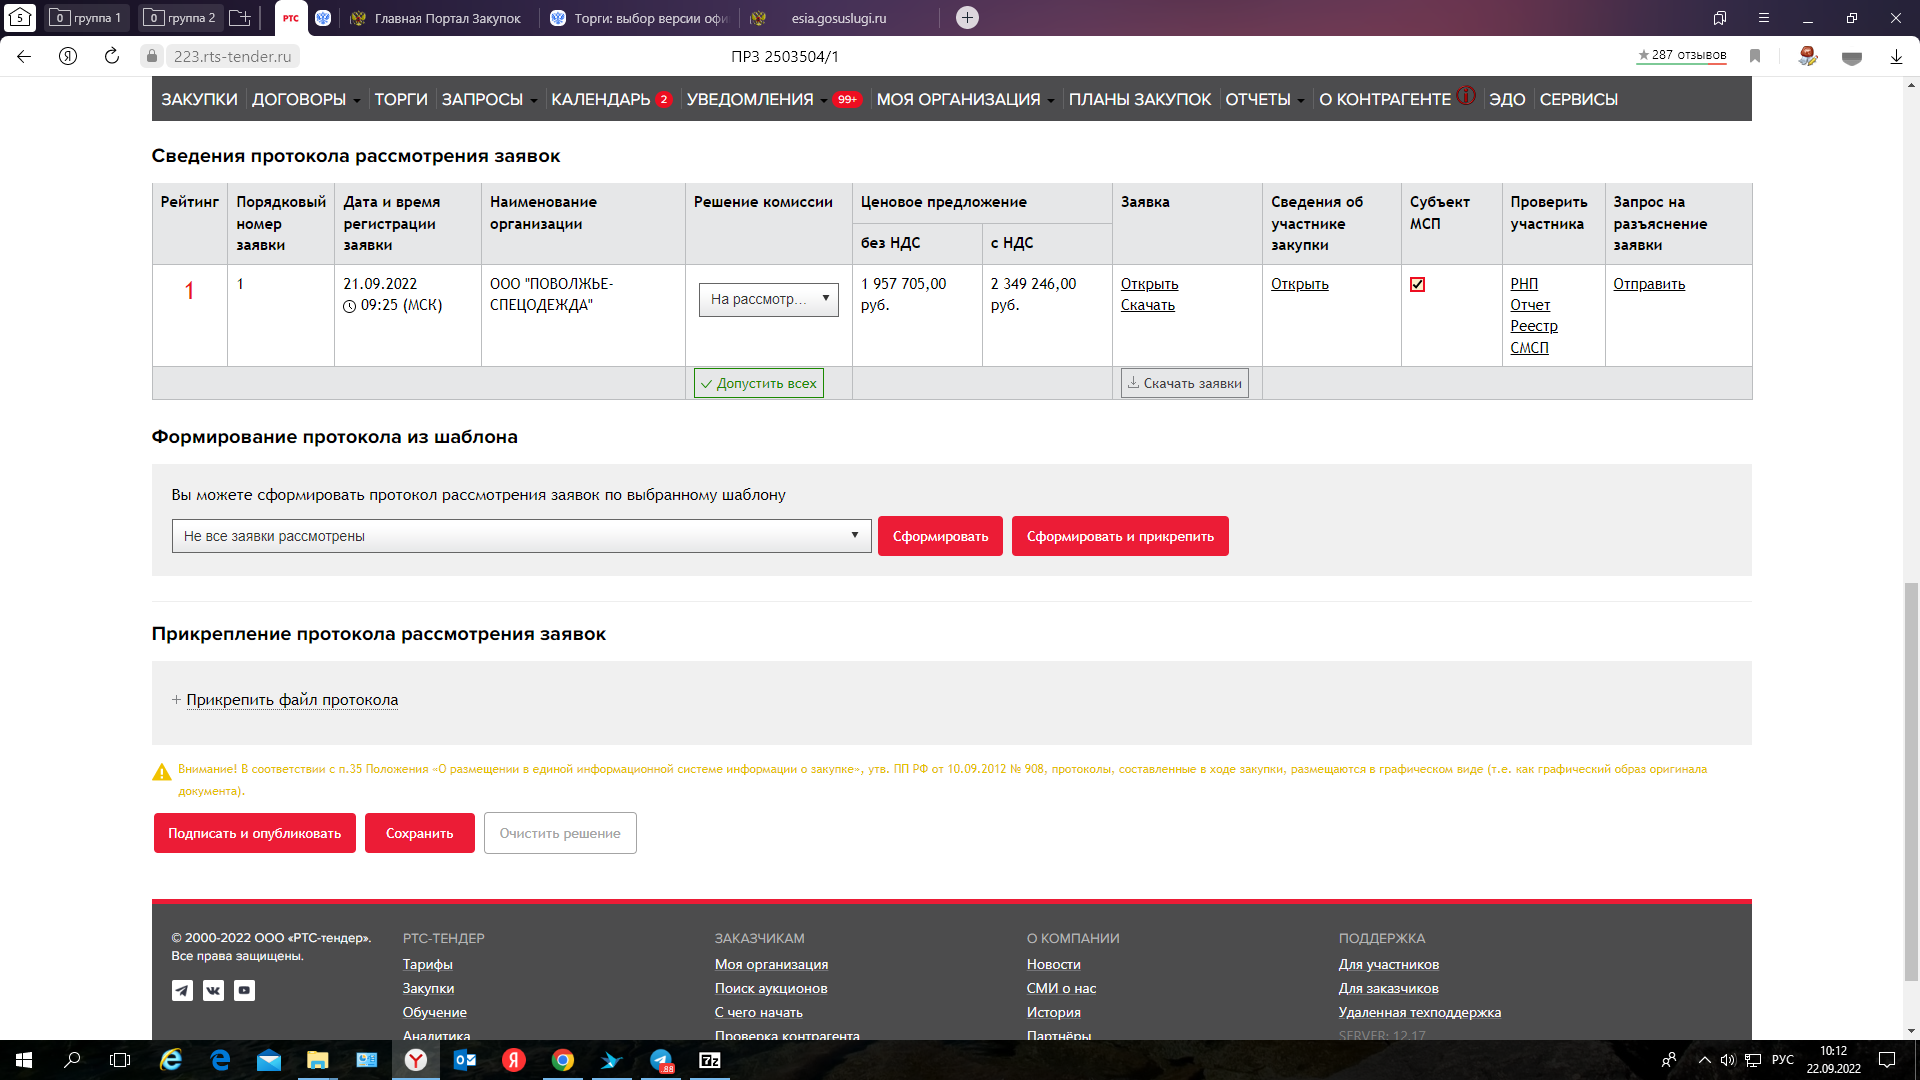 5
0 группа 1
0 группа 2
РТС
Главная Портал Закупок
Торги: выбор версии офи
esia.gosuslugi.ru
223.rts-tender.ru
ПРЗ 2503504/1
287 отзывов
ЗАКУПКИ ДОГОВОРЫ ТОРГИ ЗАПРОСЫ КАЛЕНДАРЬ 2 УВЕДОМЛЕНИЯ 99+ МОЯ ОРГАНИЗАЦИЯ ПЛАНЫ ЗАКУПОК ОТЧЕТЫ О КОНТРАГЕНТЕ ЭДО СЕРВИСЫ
Сведения протокола рассмотрения заявок
Рейтинг
Порядковый
номер
заявки
Дата и время
регистрации
заявки
Наименование
организации
Решение комиссии
Ценовое предложение
без НДС
с НДС
Заявка
Сведения об
участнике
закупки
Субъект
МСП
Проверить
участника
Запрос на
разъяснение
заявки
1
1
21.09.2022
09:25 (МСК)
ООО "ПОВОЛЖЬЕ-
СПЕЦОДЕЖДА"
На рассмотр...
1 957 705,00
руб.
2 349 246,00
руб.
Открыть
Скачать
Открыть
РНП
Отчет
Реестр
СМСП
Отправить
Допустить всех
Скачать заявки
Формирование протокола из шаблона
Вы можете сформировать протокол рассмотрения заявок по выбранному шаблону
Не все заявки рассмотрены
Сформировать
Сформировать и прикрепить
Прикрепление протокола рассмотрения заявок
+ Прикрепить файл протокола
Внимание! В соответствии с п.35 Положения «О размещении в единой информационной системе информации о закупке», утв. ПП РФ от 10.09.2012 № 908, протоколы, составленные в ходе закупки, размещаются в графическом виде (т.е. как графический образ оригинала
документа).
Подписать и опубликовать
Сохранить
Очистить решение
© 2000-2022 ООО «РТС-тендер».
Все права защищены.
РТС-ТЕНДЕР
Тарифы
Закупки
Обучение
Аналитика
ЗАКАЗЧИКАМ
Моя организация
Поиск аукционов
С чего начать
Проверка контрагента
О КОМПАНИИ
Новости
СМИ о нас
История
Партнёры
ПОДДЕРЖКА
Для участников
Для заказчиков
Удаленная техподдержка
SERVER: 12.17
РУС
10:12
22.09.2022